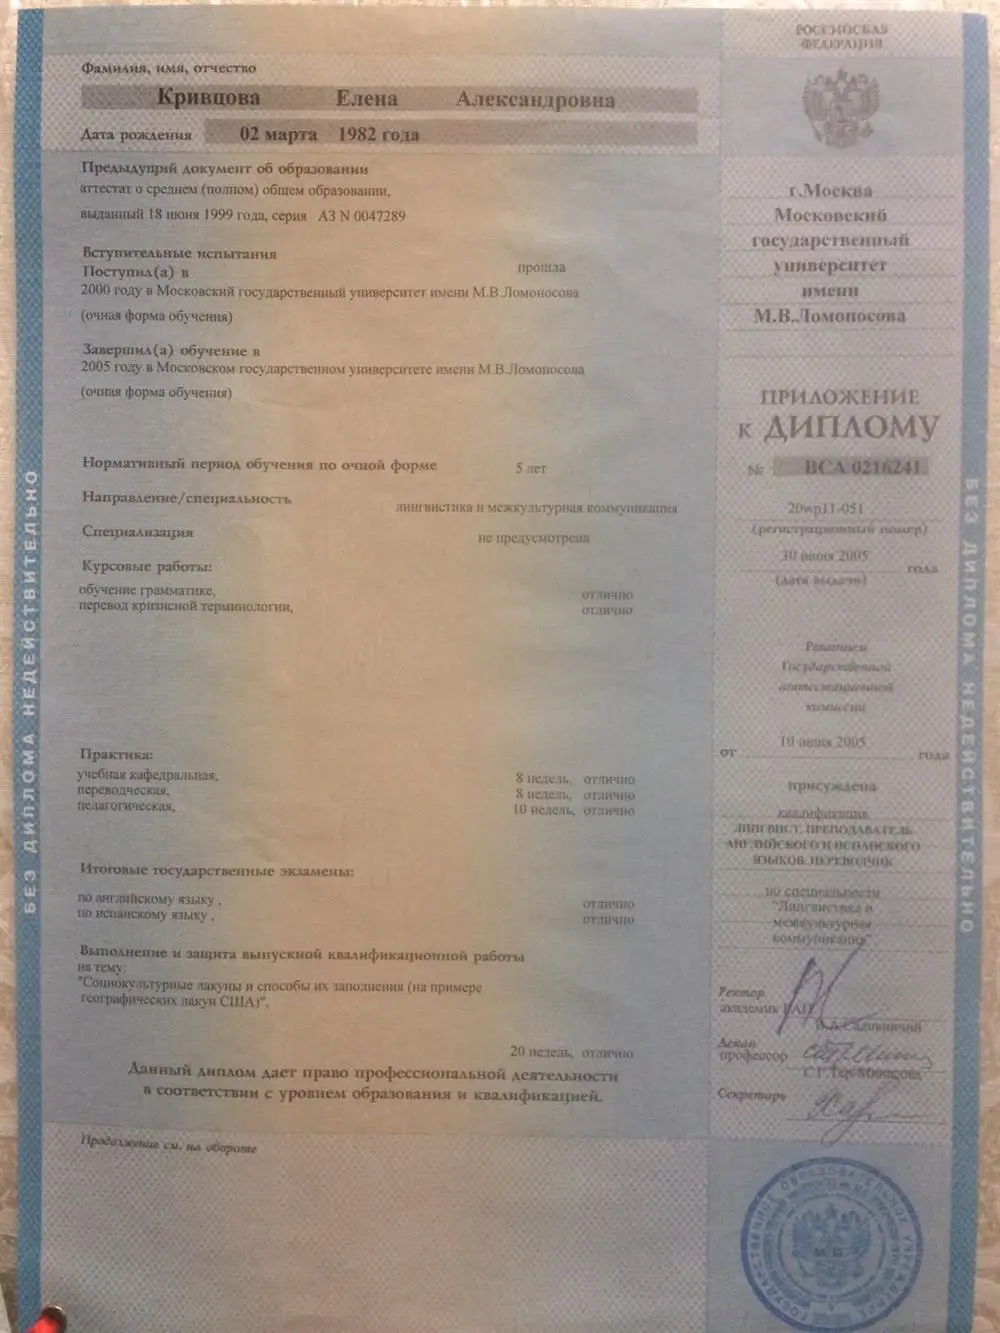 Фамилия, имя, отчество
Кривцова Елена Александровна
Дата рождения 02 марта 1982 года
Предыдущий документ об образовании
аттестат о среднем (полном) общем образовании,
выданный 18 июня 1999 года, серия АЗ N 0047289
Вступительные испытания
прошла
Поступил(а) в
2000 году в Московский государственный университет имени М.В.Ломоносова
(очная форма обучения)
Завершил(а) обучение в
2005 году в Московском государственном университете имени М.В.Ломоносова
(очная форма обучения)
Нормативный период обучения по очной форме 5 лет
Направление/специальность лингвистика и межкультурная коммуникация
Специализация не предусмотрена
Курсовые работы:
обучение грамматике, отлично
перевод кризисной терминологии, отлично
Практика:
учебная кафедральная, 8 недель, отлично
переводческая, 8 недель, отлично
педагогическая, 10 недель, отлично
Итоговые государственные экзамены:
по английскому языку , отлично
по испанскому языку , отлично
Выполнение и защита выпускной квалификационной работы
на тему:
"Социокультурные лакуны и способы их заполнения (на примере
географических лакун США)",
20 недель, отлично
Данный диплом дает право профессиональной деятельности
в соответствии с уровнем образования и квалификацией.
Продолжение см. на обороте
РОССИЙСКАЯ
ФЕДЕРАЦИЯ
г.Москва
Московский
государственный
университет
имени
М.В.Ломоносова
ПРИЛОЖЕНИЕ
к ДИПЛОМУ
№ ВСА 0216241
20wp11-051
(регистрационный номер)
30 июня 2005 года
(дата выдачи)
Решением
Государственной
аттестационной
комиссии
от 10 июня 2005 года
присуждена
квалификация
ЛИНГВИСТ, ПРЕПОДАВАТЕЛЬ
АНГЛИЙСКОГО И ИСПАНСКОГО
ЯЗЫКОВ, ПЕРЕВОДЧИК
по специальности
"Лингвистика и
межкультурная
коммуникация"
Ректор
академик РАН
В.А.Садовничий
Декан
профессор
С.Г.Тер-Минасова
Секретарь
БЕЗ ДИПЛОМА НЕДЕЙСТВИТЕЛЬНО
БЕЗ ДИПЛОМА НЕДЕЙСТВИТЕЛЬНО